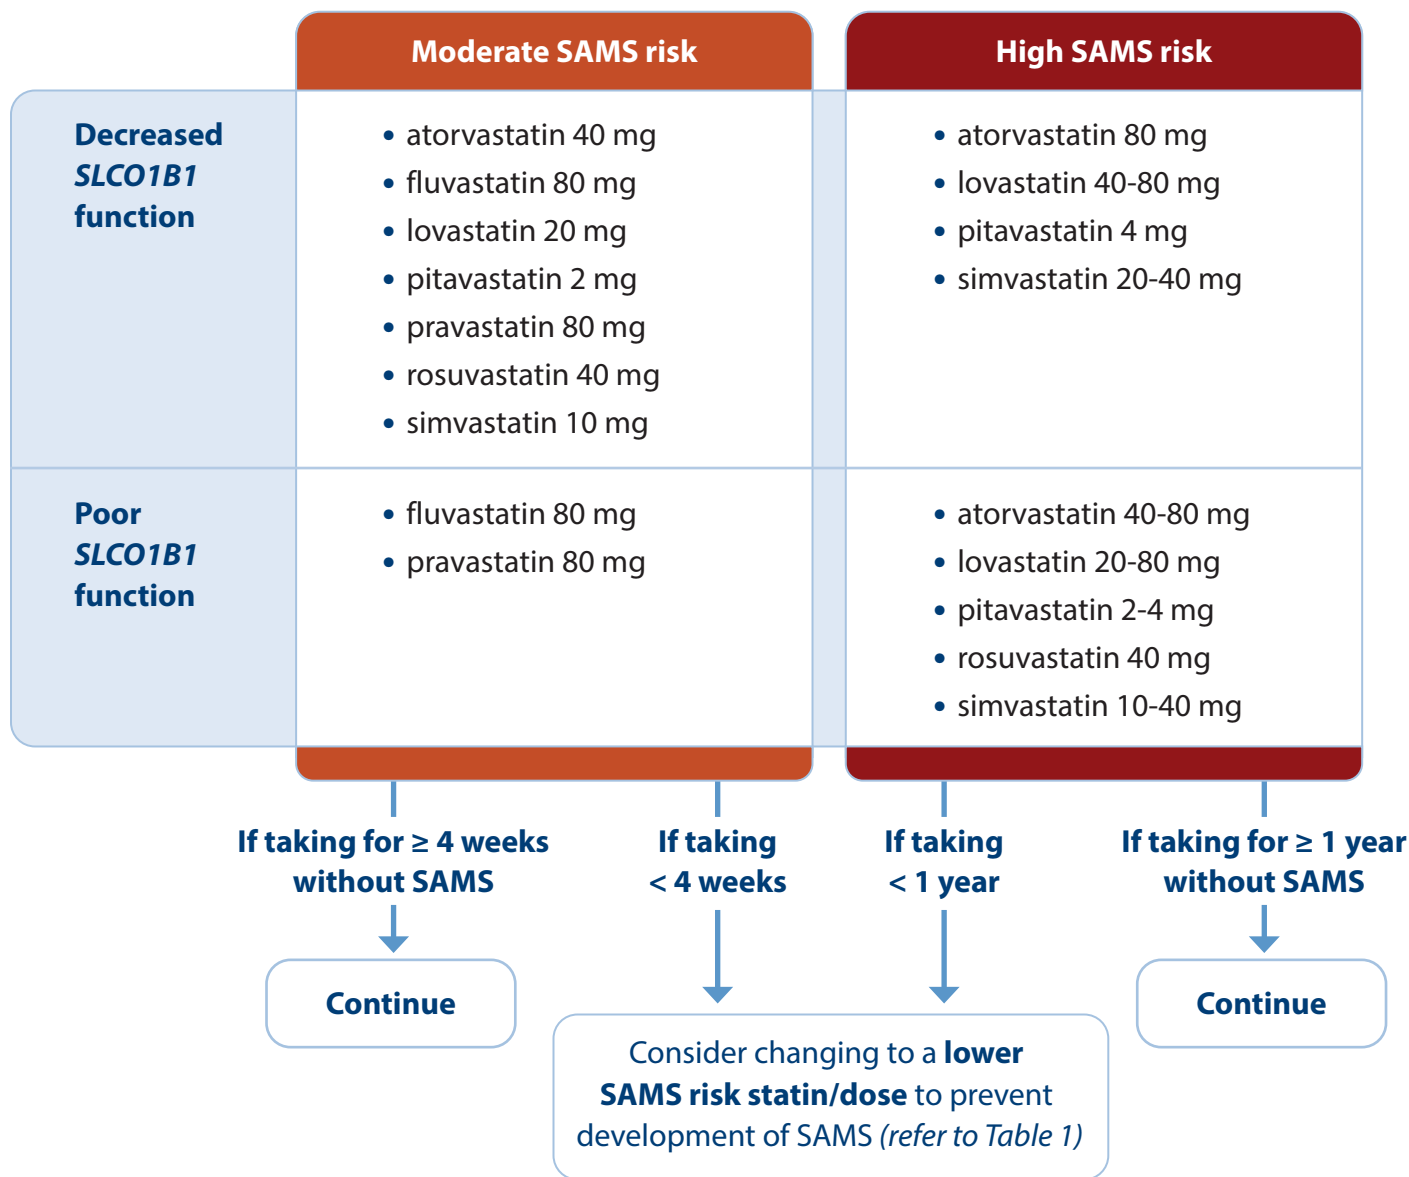 Moderate SAMS risk
High SAMS risk
Decreased
SLCO1B1
function
• atorvastatin 40 mg
• fluvastatin 80 mg
• lovastatin 20 mg
• pitavastatin 2 mg
• pravastatin 80 mg
• rosuvastatin 40 mg
• simvastatin 10 mg
• atorvastatin 80 mg
• lovastatin 40-80 mg
• pitavastatin 4 mg
• simvastatin 20-40 mg
Poor
SLCO1B1
function
• fluvastatin 80 mg
• pravastatin 80 mg
• atorvastatin 40-80 mg
• lovastatin 20-80 mg
• pitavastatin 2-4 mg
• rosuvastatin 40 mg
• simvastatin 10-40 mg
If taking for ≥ 4 weeks
without SAMS
If taking
< 4 weeks
If taking
< 1 year
If taking for ≥ 1 year
without SAMS
Continue
Continue
Consider changing to a lower
SAMS risk statin/dose to prevent
development of SAMS (refer to Table 1)